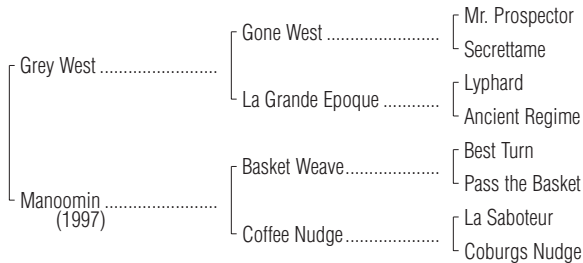 Mr. Prospector
Gone West ......................
Secrettame
Grey West ........................
Lyphard
La Grande Epoque ...........
Ancient Regime
Best Turn
Basket Weave...................
Pass the Basket
Manoomin .......................
(1997)
La Saboteur
Coffee Nudge...................
Coburgs Nudge